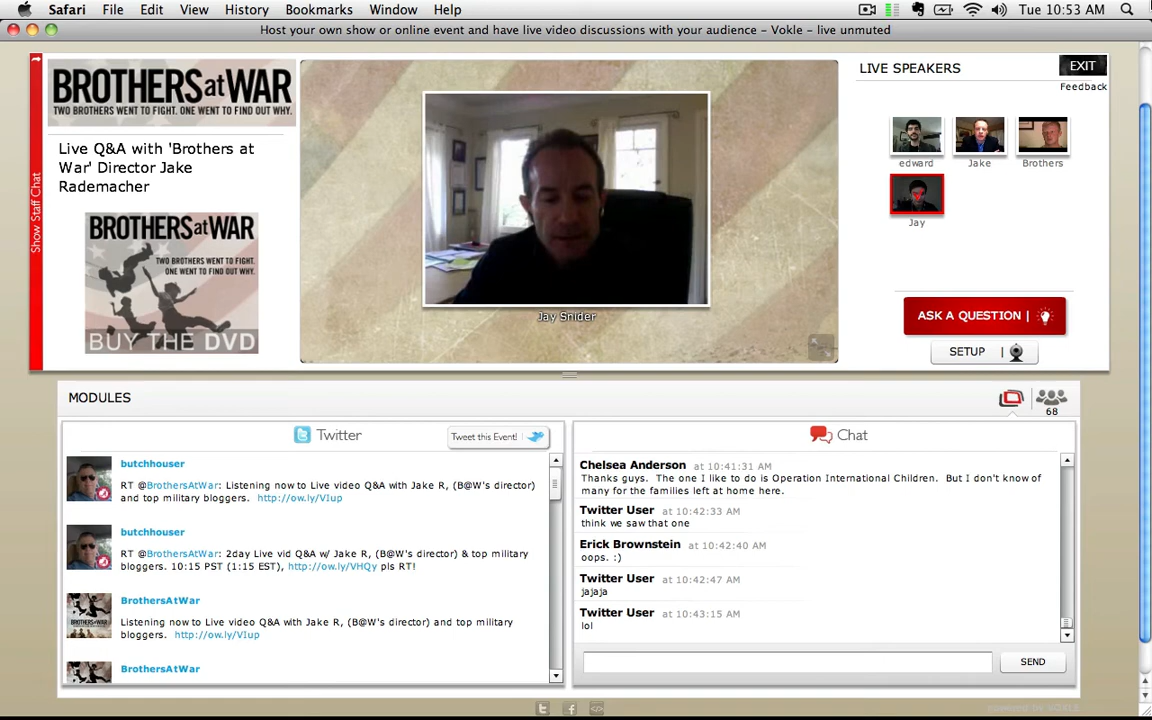 Safari File Edit View History Bookmarks Window Help Tue 10:53 AM
Host your own show or online event and have live video discussions with your audience – Vokle – live unmuted
Show Staff Chat
BROTHERS at WAR
TWO BROTHERS WENT TO FIGHT. ONE WENT TO FIND OUT WHY.
Live Q&A with 'Brothers at
War' Director Jake
Rademacher
BROTHERS at WAR
TWO BROTHERS WENT TO FIGHT.
ONE WENT TO FIND OUT WHY.
BUY THE DVD
Jay Snider
LIVE SPEAKERS
EXIT
Feedback
edward Jake Brothers
Jay
ASK A QUESTION |
SETUP |
MODULES
68
Twitter
Tweet this Event!
butchhouser
RT @BrothersAtWar: Listening now to Live video Q&A with Jake R, (B@W's director)
and top military bloggers. http://ow.ly/VIup
butchhouser
RT @BrothersAtWar: 2day Live vid Q&A w/ Jake R, (B@W's director) & top military
bloggers. 10:15 PST (1:15 EST), http://ow.ly/VHQy pls RT!
BrothersAtWar
Listening now to Live video Q&A with Jake R, (B@W's director) and top military
bloggers. http://ow.ly/VIup
BrothersAtWar
Chat
Chelsea Anderson at 10:41:31 AM
Thanks guys. The one I like to do is Operation International Children. But I don't know of
many for the families left at home here.
Twitter User at 10:42:33 AM
think we saw that one
Erick Brownstein at 10:42:40 AM
oops. :)
Twitter User at 10:42:47 AM
jajaja
Twitter User at 10:43:15 AM
lol
SEND
powered by VOKLE